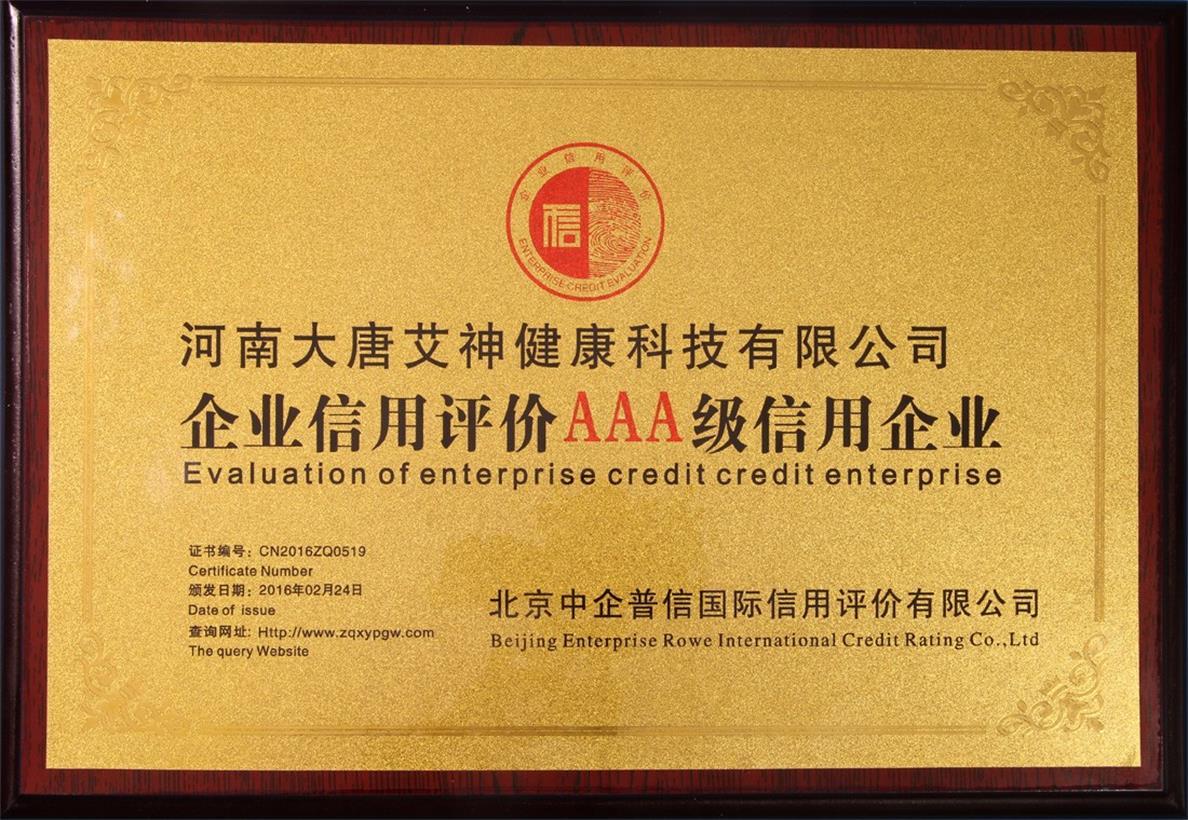 企业信用评价
信
ENTERPRISE CREDIT EVALUATION
河南大唐艾神健康科技有限公司
企业信用评价AAA级信用企业
Evaluation of enterprise credit credit enterprise
证书编号：CN2016ZQ0519
Certificate Number
颁发日期：2016年02月24日
Date of issue
查询网址：Http://www.zqxypgw.com
The query Website
北京中企普信国际信用评价有限公司
Beijing Enterprise Rowe International Credit Rating Co.,Ltd